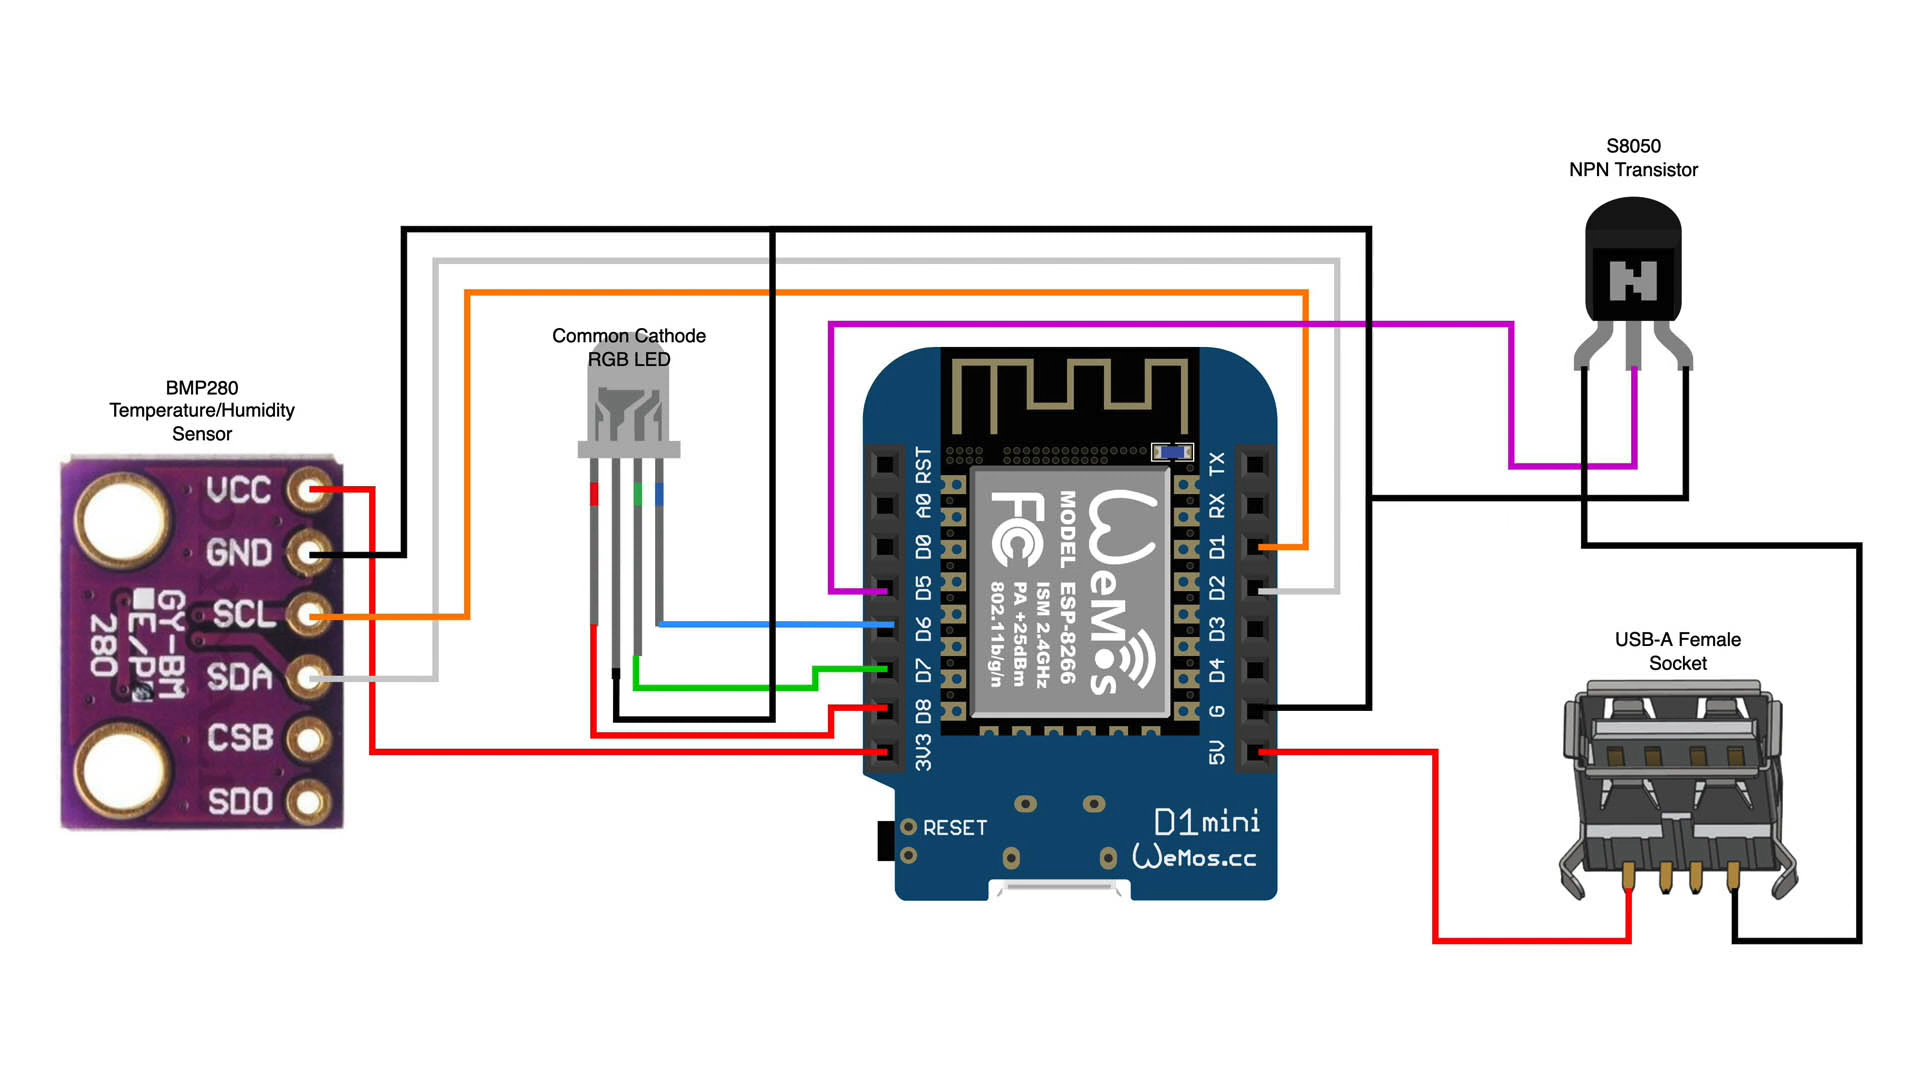 S8050
NPN Transistor
Common Cathode
RGB LED
BMP280
Temperature/Humidity
Sensor
VCC
GND
SCL
SDA
CSB
SDO
GY-BM
E/P
280
RST
A0
D0
D5
D6
D7
D8
3V3
TX
RX
D1
D2
D3
D4
G
5V
WeMos
MODEL ESP-8266
ISM 2.4GHz
PA +25dBm
802.11b/g/n
FC
RESET
D1mini
WeMos.cc
N
USB-A Female
Socket